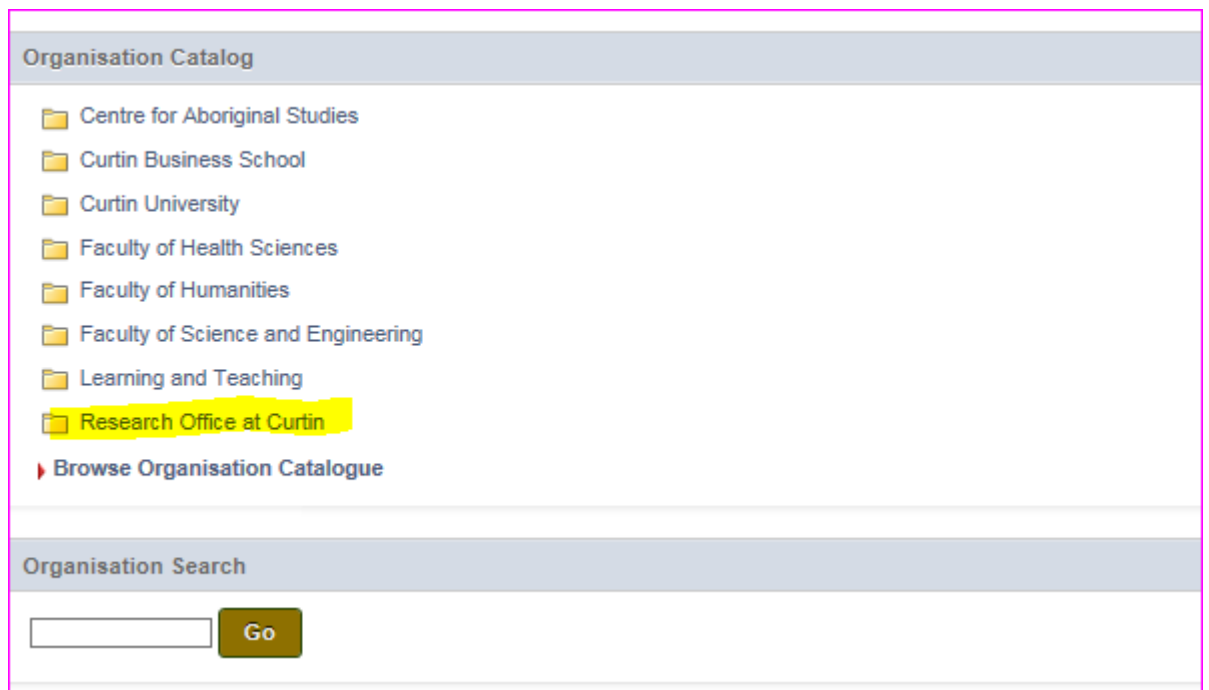 Organisation Catalog
Centre for Aboriginal Studies
Curtin Business School
Curtin University
Faculty of Health Sciences
Faculty of Humanities
Faculty of Science and Engineering
Learning and Teaching
Research Office at Curtin
Browse Organisation Catalogue
Organisation Search
Go